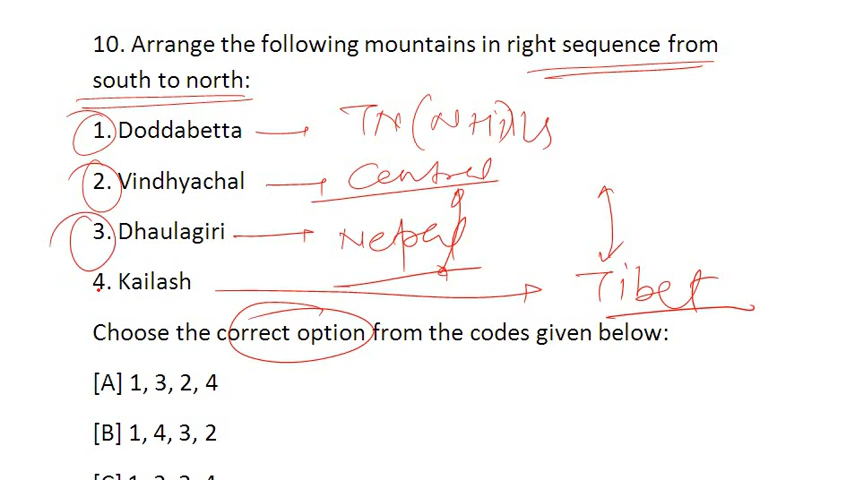 10. Arrange the following mountains in right sequence from
south to north:
1. Doddabetta TN (N Hills
2. Vindhyachal Central
3. Dhaulagiri Nepal
4. Kailash Tibet
Choose the correct option from the codes given below:
[A] 1, 3, 2, 4
[B] 1, 4, 3, 2